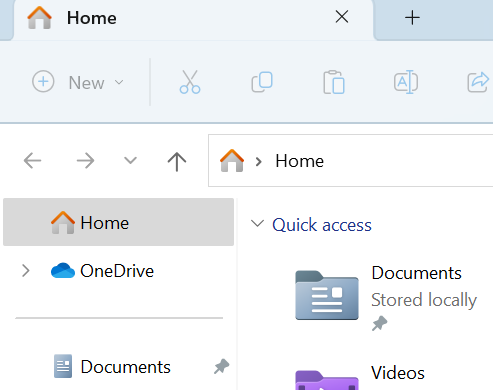 Home
New
Home
Home
Quick access
OneDrive
Documents
Stored locally
Documents
Videos